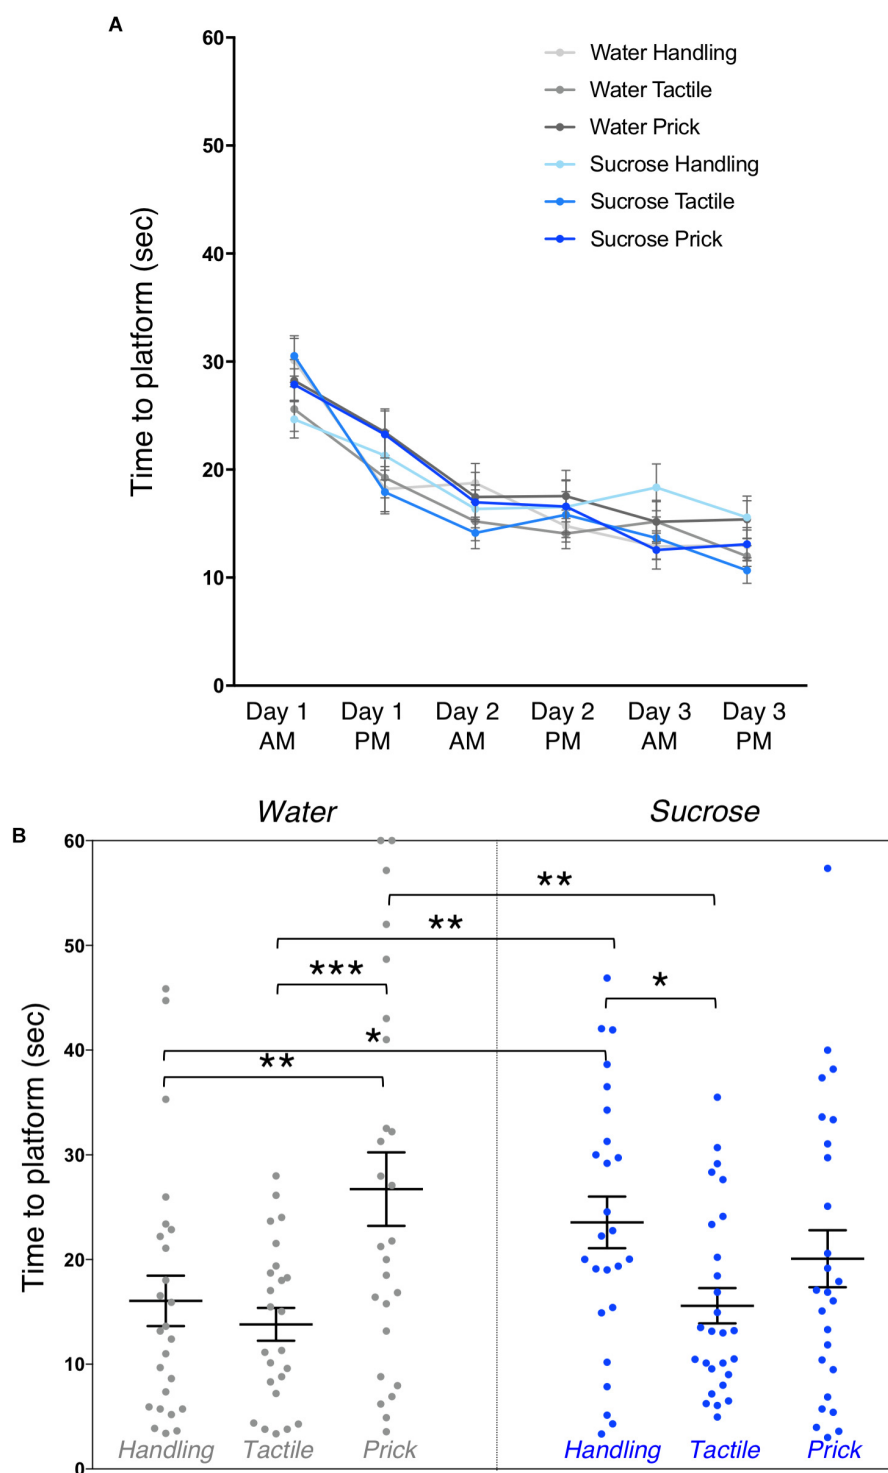 A
60
50
40
30
20
10
0
Time to platform (sec)
Water Handling
Water Tactile
Water Prick
Sucrose Handling
Sucrose Tactile
Sucrose Prick
Day 1 Day 1 Day 2 Day 2 Day 3 Day 3
AM PM AM PM AM PM
B
Water Sucrose
60
50
40
30
20
10
0
Time to platform (sec)
**
**
***
*
*
**
Handling Tactile Prick Handling Tactile Prick